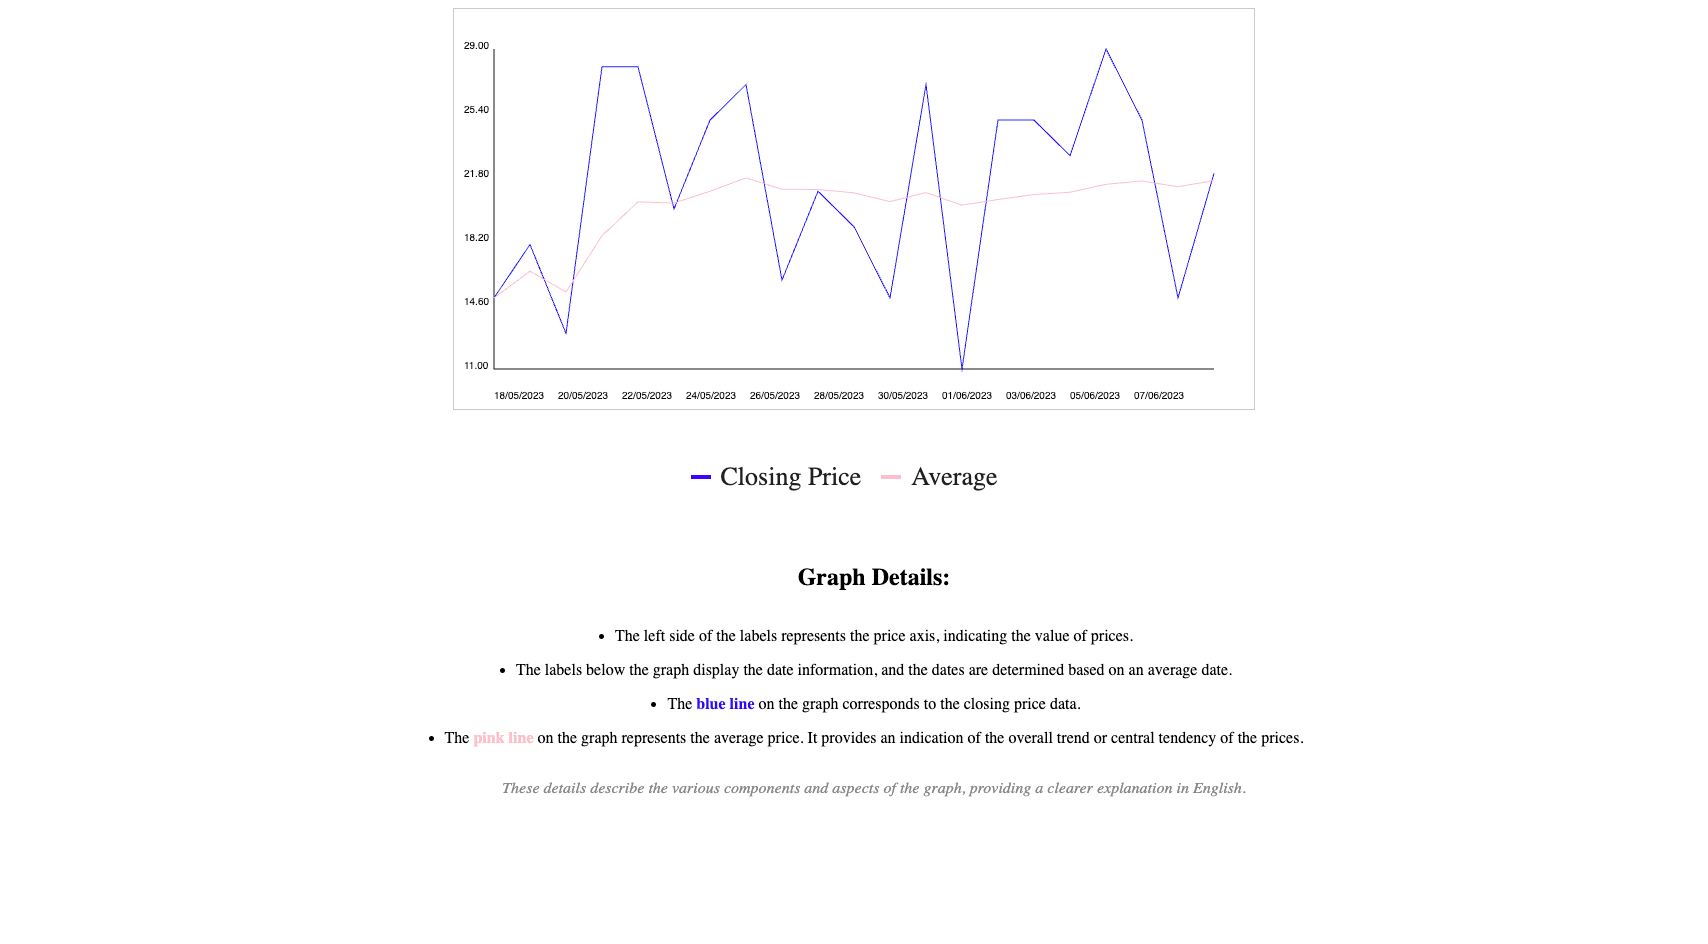 29.00
25.40
21.80
18.20
14.60
11.00
18/05/2023 20/05/2023 22/05/2023 24/05/2023 26/05/2023 28/05/2023 30/05/2023 01/06/2023 03/06/2023 05/06/2023 07/06/2023
Closing Price Average
Graph Details:
• The left side of the labels represents the price axis, indicating the value of prices.
• The labels below the graph display the date information, and the dates are determined based on an average date.
• The blue line on the graph corresponds to the closing price data.
• The pink line on the graph represents the average price. It provides an indication of the overall trend or central tendency of the prices.
These details describe the various components and aspects of the graph, providing a clearer explanation in English.